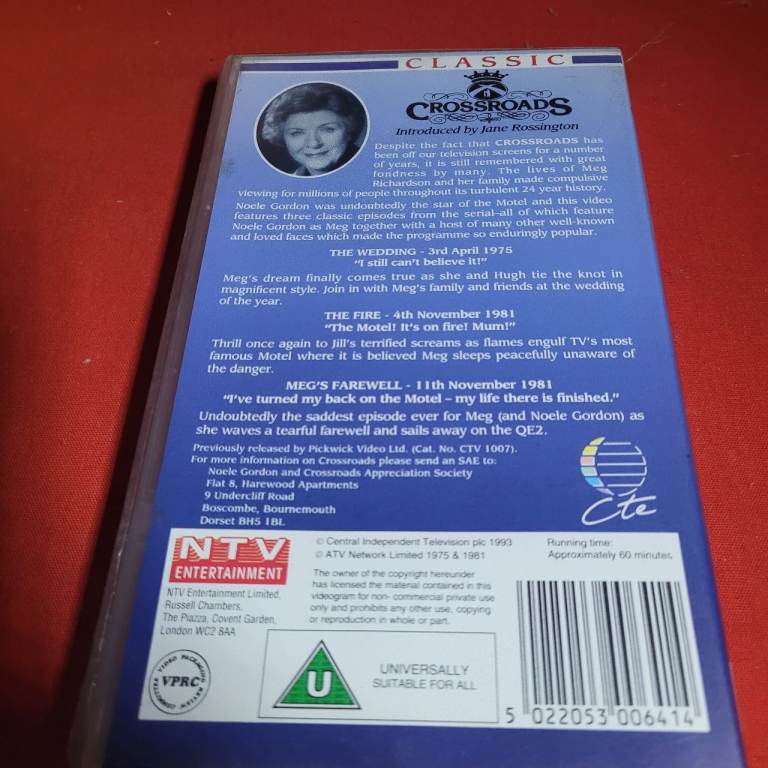 CLASSIC
CROSSROADS
Introduced by Jane Rossington
Despite the fact that CROSSROADS has
been off our television screens for a number
of years, it is still remembered with great
fondness by many. The lives of Meg
Richardson and her family made compulsive
viewing for millions of people throughout its turbulent 24 year history.
Noele Gordon was undoubtedly the star of the Motel and this video
features three classic episodes from the serial–all of which feature
Noele Gordon as Meg together with a host of many other well-known
and loved faces which made the programme so enduringly popular.
THE WEDDING - 3rd April 1975
"I still can't believe it!"
Meg's dream finally comes true as she and Hugh tie the knot in
magnificent style. Join in with Meg's family and friends at the wedding
of the year.
THE FIRE - 4th November 1981
"The Motel! It's on fire! Mum!"
Thrill once again to Jill's terrified screams as flames engulf TV's most
famous Motel where it is believed Meg sleeps peacefully unaware of
the danger.
MEG'S FAREWELL - 11th November 1981
"I've turned my back on the Motel – my life there is finished."
Undoubtedly the saddest episode ever for Meg (and Noele Gordon) as
she waves a tearful farewell and sails away on the QE2.
Previously released by Pickwick Video Ltd. (Cat. No. CTV 1007).
For more information on Crossroads please send an SAE to:
Noele Gordon and Crossroads Appreciation Society
Flat 8, Harewood Apartments
9 Undercliff Road
Boscombe, Bournemouth
Dorset BH5 1BL
Cte
NTV
ENTERTAINMENT
NTV Entertainment Limited,
Russell Chambers,
The Piazza, Covent Garden,
London WC2 8AA
© Central Independent Television plc 1993
© ATV Network Limited 1975 & 1981
Running time:
Approximately 60 minutes
The owner of the copyright hereunder
has licensed the material contained in this
videogram for non- commercial private use
only and prohibits any other use, copying
or reproduction in whole or part.
VIDEO PACKAGING REVIEW COMMITTEE
VPRC
U
UNIVERSALLY
SUITABLE FOR ALL
5 022053 006414